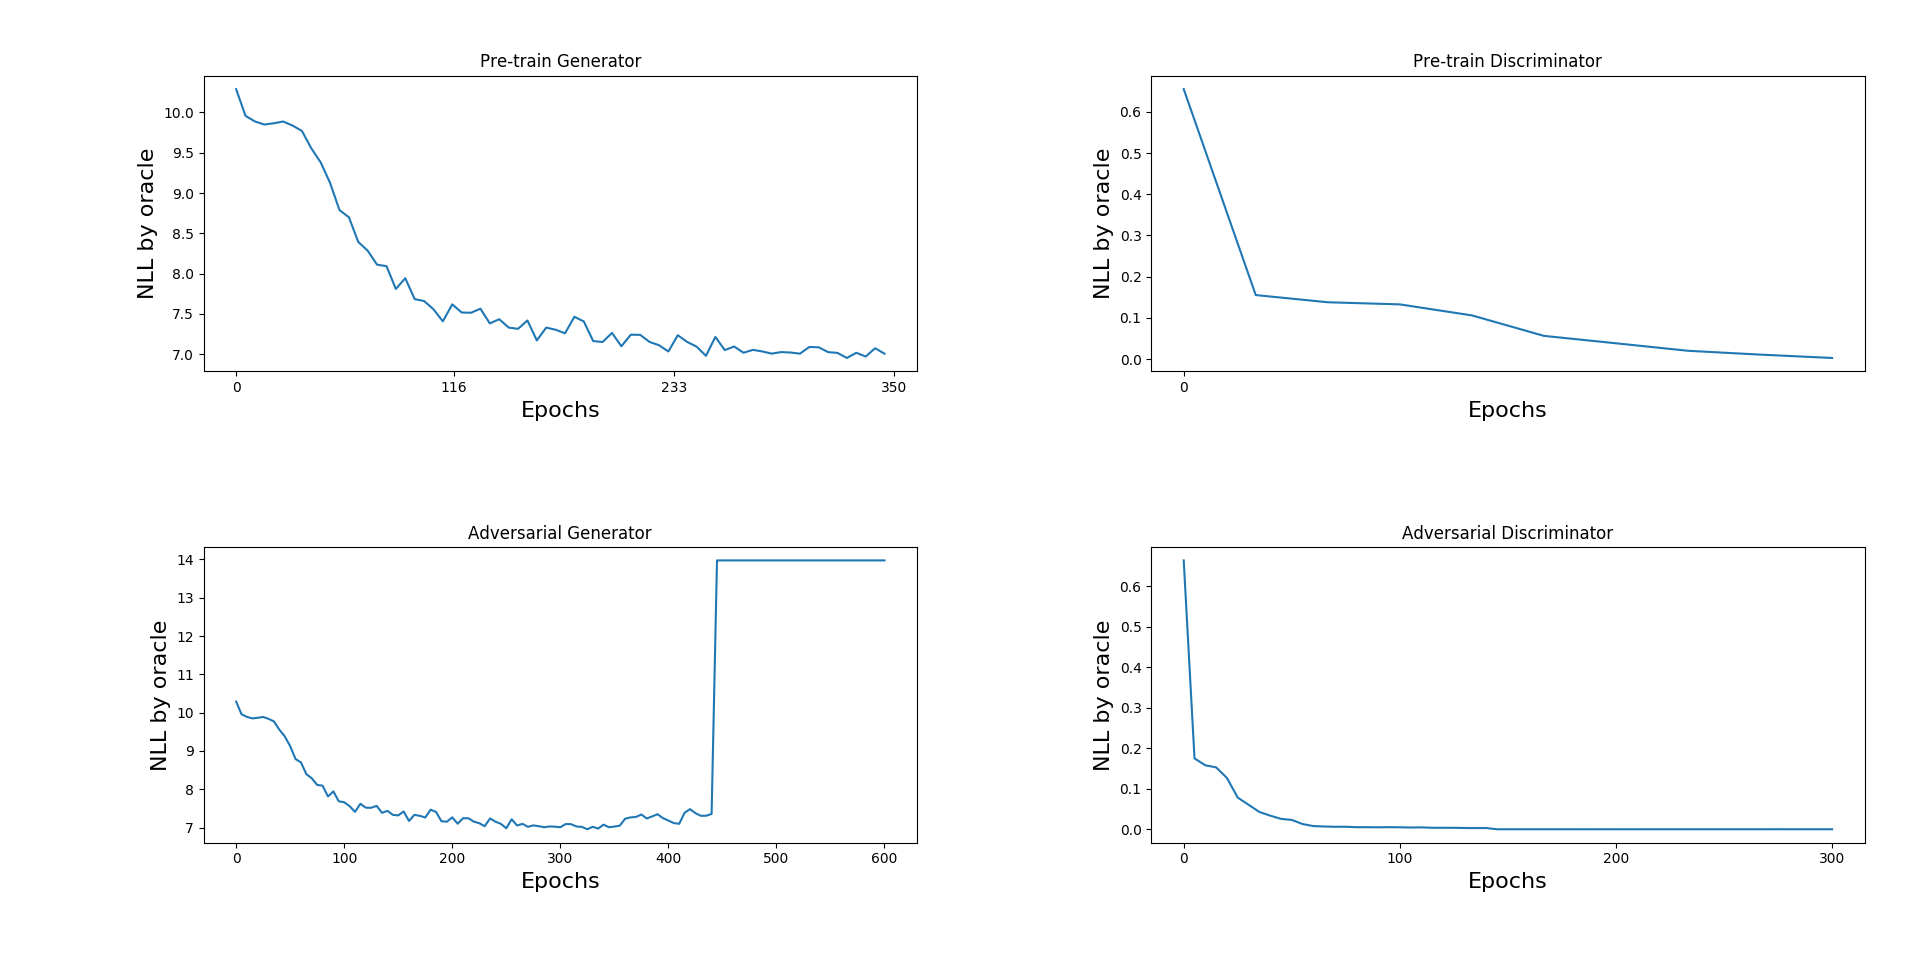 Pre-train Generator
NLL by oracle
10.0
9.5
9.0
8.5
8.0
7.5
7.0
0 116 233 350
Epochs
Pre-train Discriminator
NLL by oracle
0.6
0.5
0.4
0.3
0.2
0.1
0.0
0
Epochs
Adversarial Generator
NLL by oracle
14
13
12
11
10
9
8
7
0 100 200 300 400 500 600
Epochs
Adversarial Discriminator
NLL by oracle
0.6
0.5
0.4
0.3
0.2
0.1
0.0
0 100 200 300
Epochs